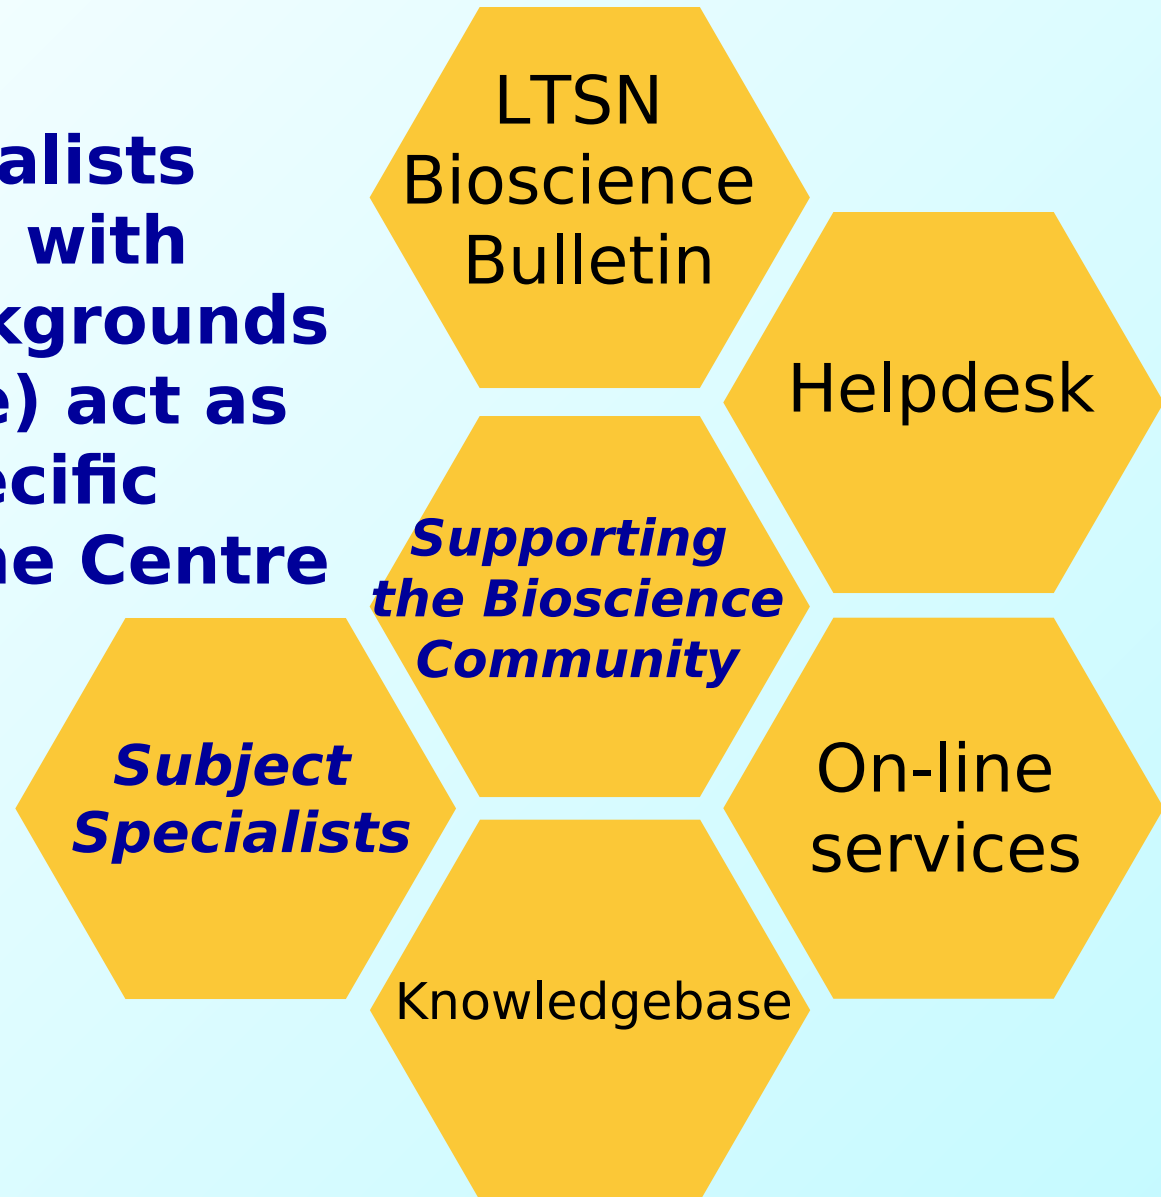 alists
with
kgrounds
e) act as
ecific
he Centre
LTSN
Bioscience
Bulletin
Helpdesk
Supporting
the Bioscience
Community
Subject
Specialists
On-line
services
Knowledgebase